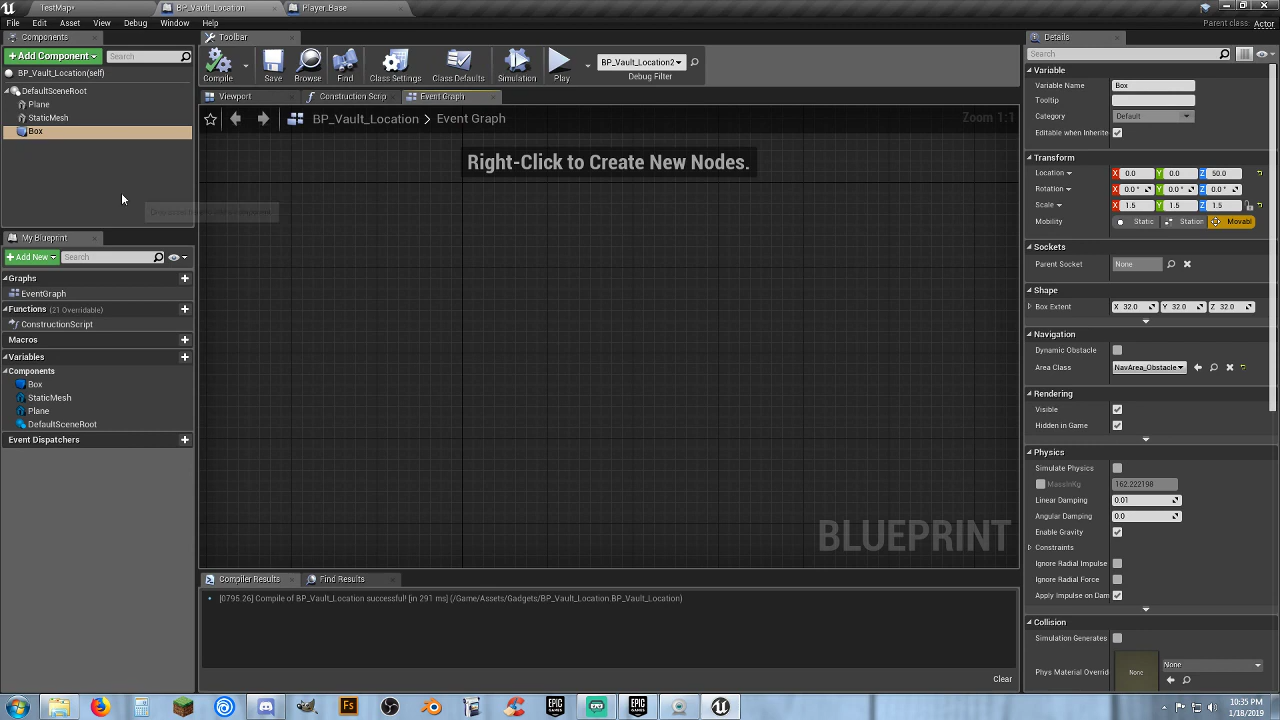 TestMap*
BP_Vault_Location
Player_Base
File
Edit
Asset
View
Debug
Window
Help
Parent class:
Actor
Components
+ Add Component
Search
BP_Vault_Location(self)
DefaultSceneRoot
Plane
StaticMesh
Box
Toolbar
Compile
Save
Browse
Find
Class Settings
Class Defaults
Simulation
Play
BP_Vault_Location2
Debug Filter
Viewport
Construction Scrip
Event Graph
BP_Vault_Location > Event Graph
Zoom 1:1
Right-Click to Create New Nodes.
BLUEPRINT
My Blueprint
+ Add New
Search
Graphs
EventGraph
Functions (21 Overridable)
ConstructionScript
Macros
Variables
Components
Box
StaticMesh
Plane
DefaultSceneRoot
Event Dispatchers
Compiler Results
Find Results
[0795.26] Compile of BP_Vault_Location successful! [in 291 ms] (/Game/Assets/Gadgets/BP_Vault_Location.BP_Vault_Location)
Clear
Details
Search
Variable
Variable Name
Box
Tooltip
Category
Default
Editable when Inherite
Transform
Location
X 0.0 Y 0.0 Z 50.0
Rotation
X 0.0 ° Y 0.0 ° Z 0.0 °
Scale
X 1.5 Y 1.5 Z 1.5
Mobility
Static
Station
Movabl
Sockets
Parent Socket
None
Shape
Box Extent
X 32.0 Y 32.0 Z 32.0
Navigation
Dynamic Obstacle
Area Class
NavArea_Obstacle
Rendering
Visible
Hidden in Game
Physics
Simulate Physics
MassInKg
162.222198
Linear Damping
0.01
Angular Damping
0.0
Enable Gravity
Constraints
Ignore Radial Impulse
Ignore Radial Force
Apply Impulse on Dam
Collision
Simulation Generates
Phys Material Overrid
None
None
Fs
EPIC GAMES
EPIC GAMES
10:35 PM
1/18/2019